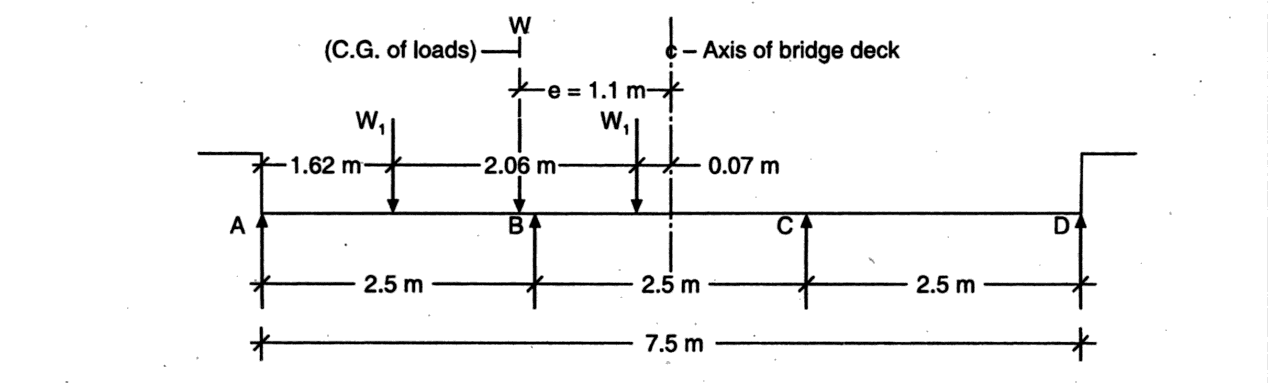 W
(C.G. of loads)
¢ – Axis of bridge deck
e = 1.1 m
W₁
W₁
1.62 m
2.06 m
0.07 m
A
B
C
D
2.5 m
2.5 m
2.5 m
7.5 m